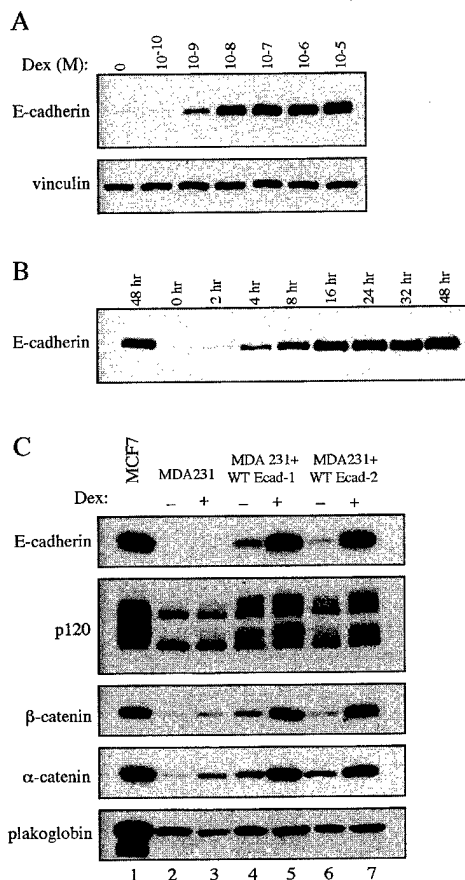 A
Dex (M): 0 10-10 10-9 10-8 10-7 10-6 10-5
E-cadherin
vinculin
B
48 hr 0 hr 2 hr 4 hr 8 hr 16 hr 24 hr 32 hr 48 hr
E-cadherin
C
MCF7 MDA231 MDA 231+ WT Ecad-1 MDA 231+ WT Ecad-2
Dex: – + – + – +
E-cadherin
p120
β-catenin
α-catenin
plakoglobin
1 2 3 4 5 6 7